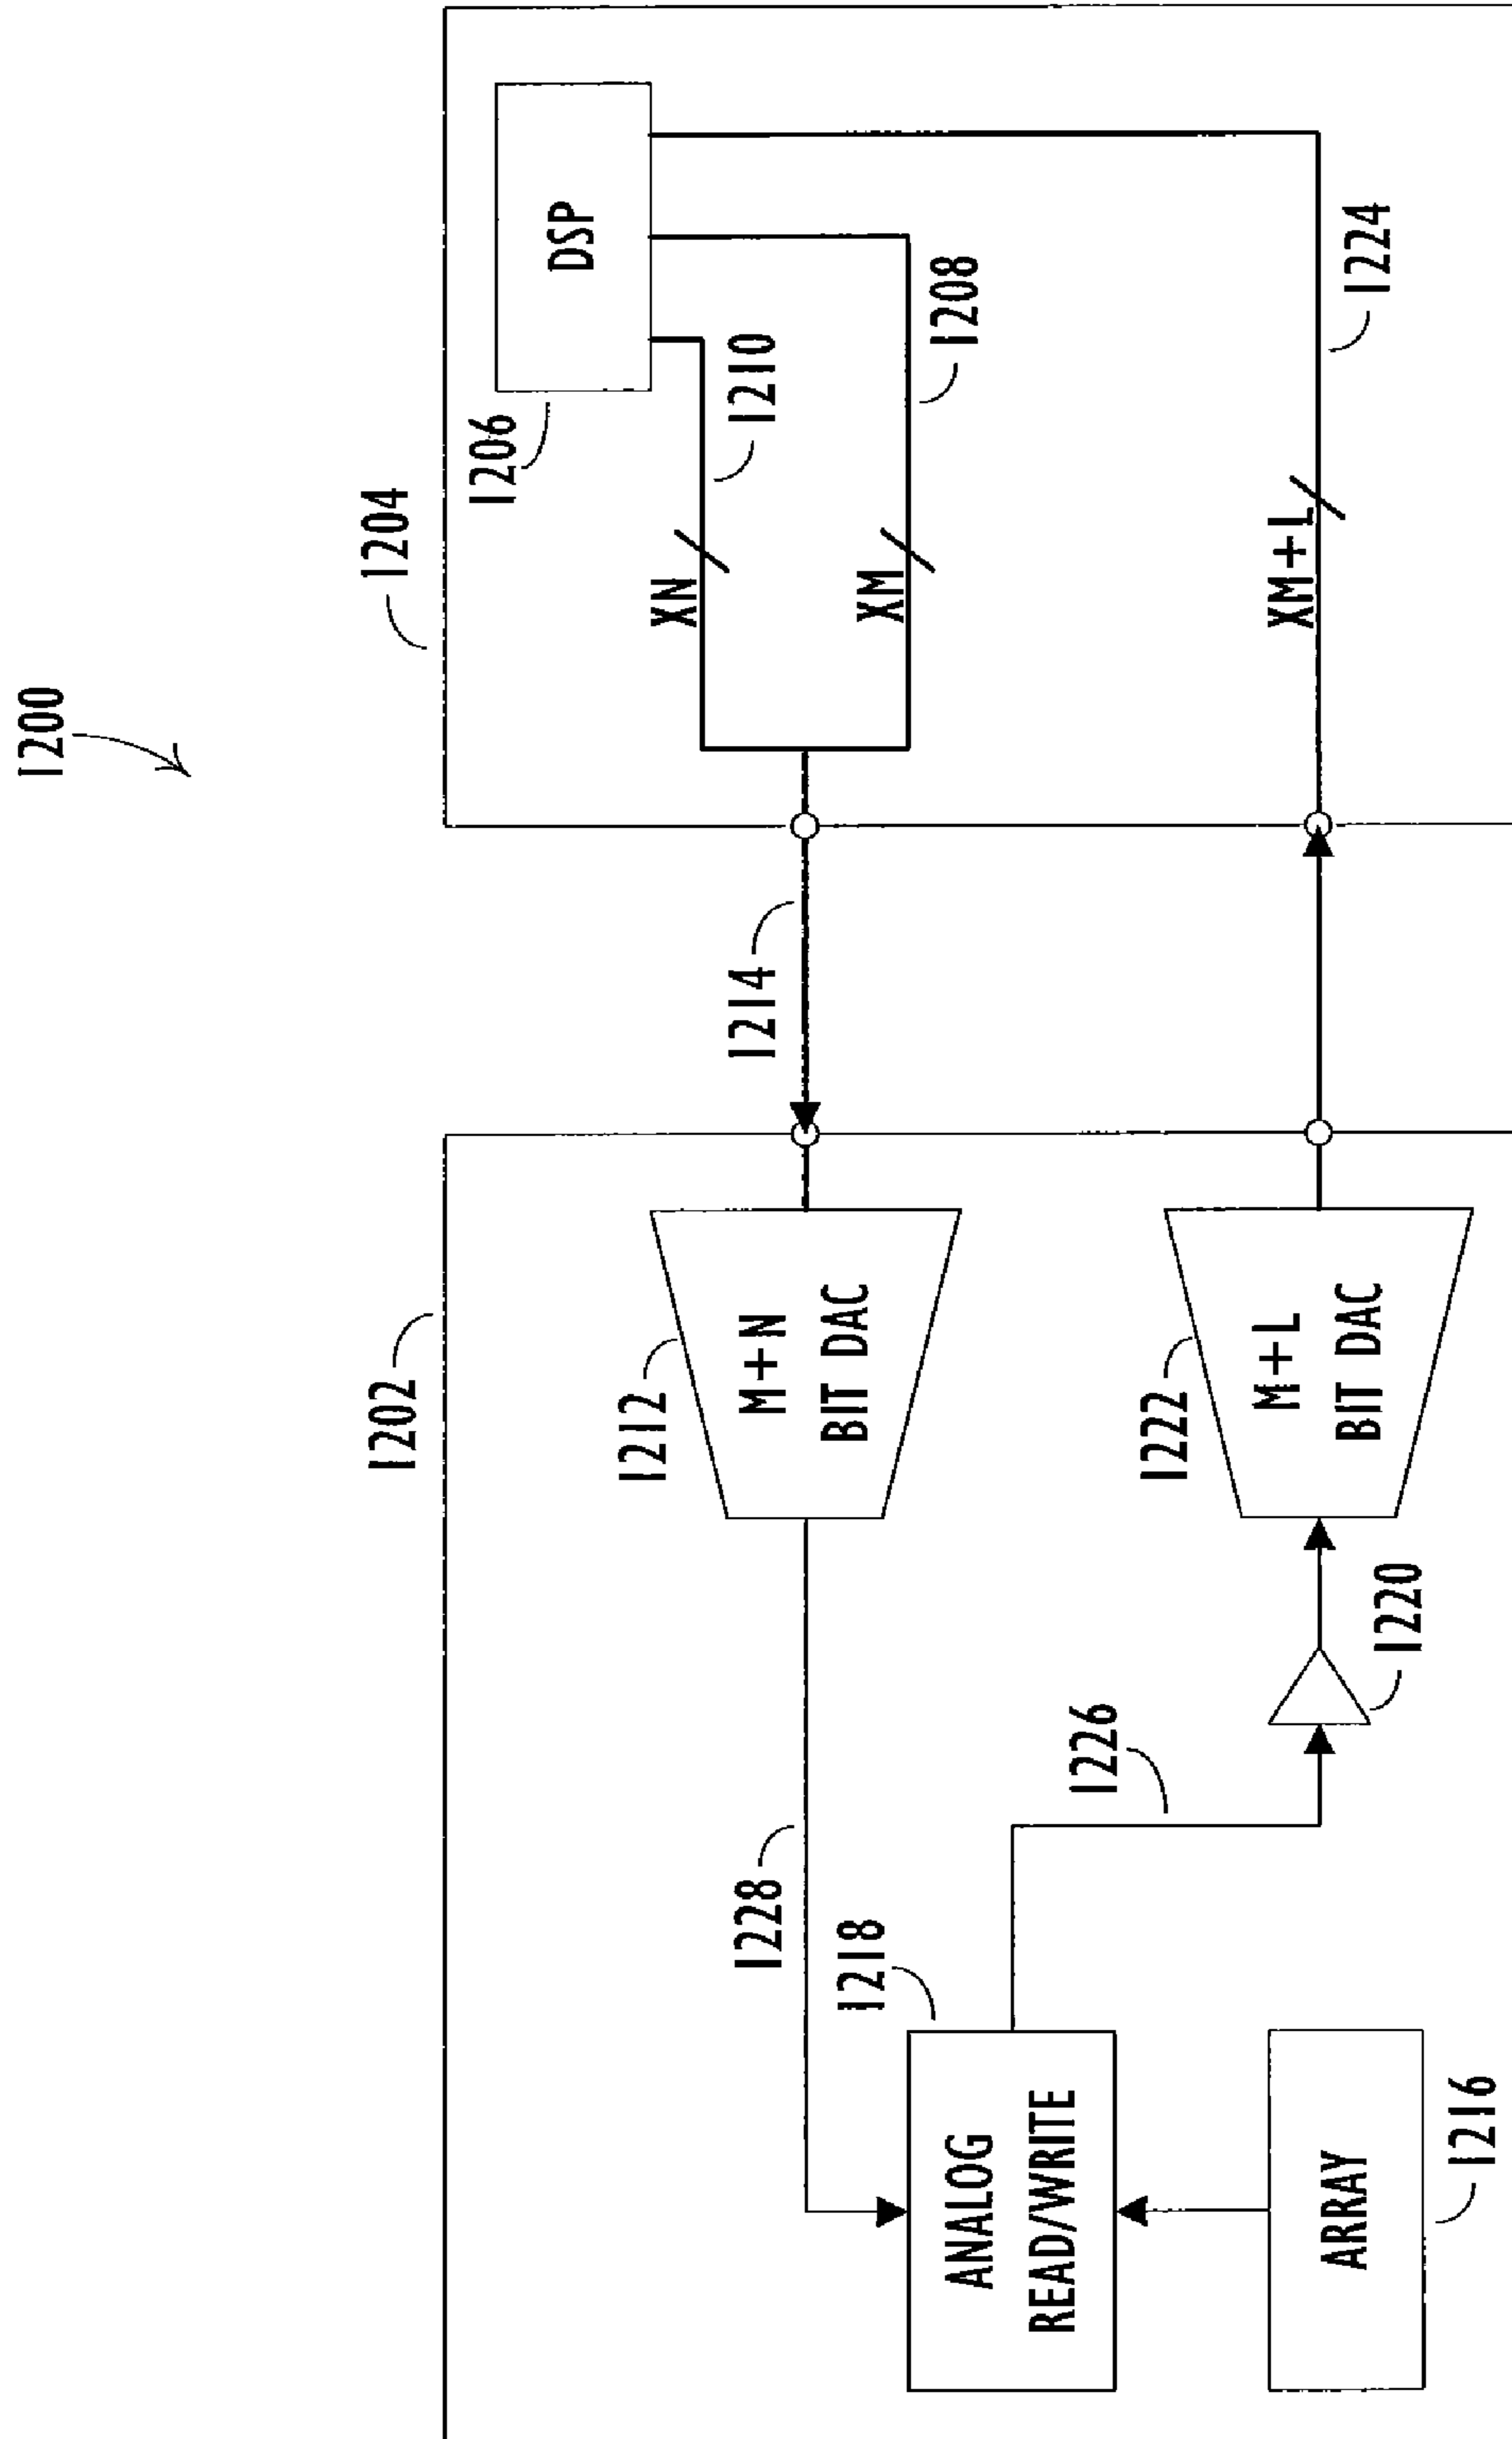 1200
1202
1204
1206
DSP
1212
XN
1228
1214
1210
M+N
BIT DAC
1218
XM
1208
ANALOG
READ/WRITE
1226
1222
M+L
BIT DAC
XM+L
ARRAY
1224
1220
1216